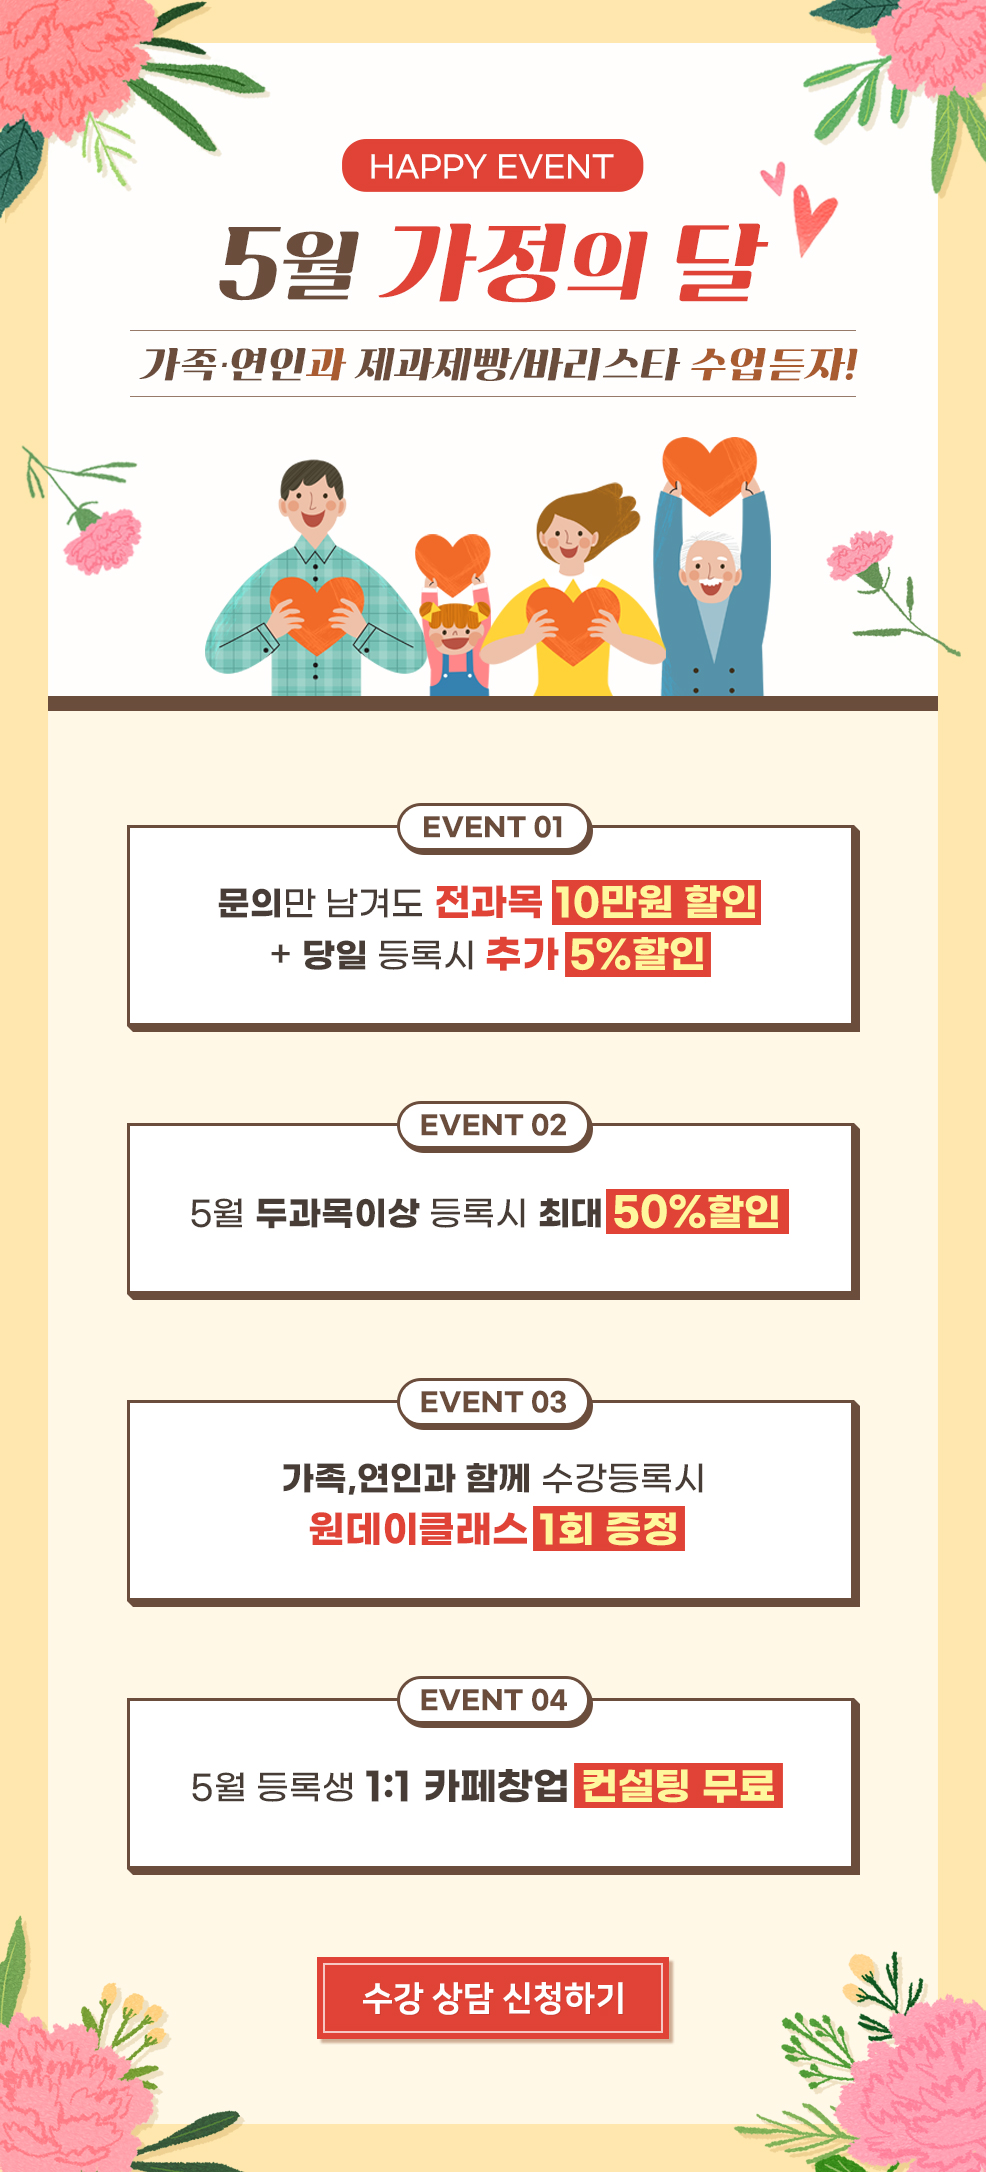 HAPPY EVENT
5월 가정의 달
가족·연인과 제과제빵/바리스타 수업듣자!
EVENT 01
문의만 남겨도 전과목 10만원 할인
+ 당일 등록시 추가 5%할인
EVENT 02
5월 두과목이상 등록시 최대 50%할인
EVENT 03
가족,연인과 함께 수강등록시
원데이클래스 1회 증정
EVENT 04
5월 등록생 1:1 카페창업 컨설팅 무료
수강 상담 신청하기